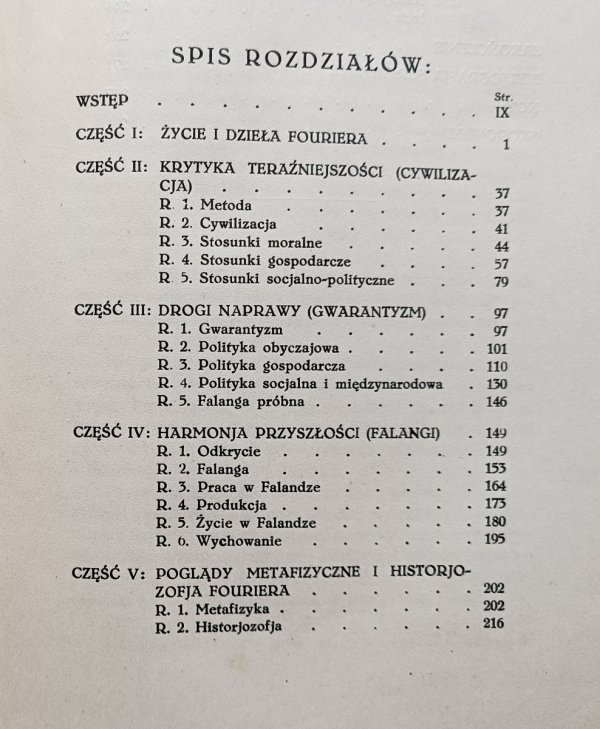 SPIS ROZDZIAŁÓW:
Str.
WSTĘP . . . . . . . . . . . IX
CZĘŚĆ I: ŻYCIE I DZIEŁA FOURIERA . . . . 1
CZĘŚĆ II: KRYTYKA TERAŹNIEJSZOŚCI (CYWILIZA-
CJA) . . . . . . . . 37
R. 1. Metoda . . . . . . 37
R. 2. Cywilizacja . . . . . 41
R. 3. Stosunki moralne . . . . 44
R. 4. Stosunki gospodarcze . . . . 57
R. 5. Stosunki socjalno-polityczne . . . 79
CZĘŚĆ III: DROGI NAPRAWY (GWARANTYZM) . . 97
R. 1. Gwarantyzm . . . . . 97
R. 2. Polityka obyczajowa . . . . . 101
R. 3. Polityka gospodarcza . . . . 110
R. 4. Polityka socjalna i międzynarodowa . 130
R. 5. Falanga próbna . . . . . 146
CZĘŚĆ IV: HARMONJA PRZYSZŁOŚCI (FALANGI) . 149
R. 1. Odkrycie . . . . . . 149
R. 2. Falanga . . . . . . 153
R. 3. Praca w Falandze . . . . 164
R. 4. Produkcja . . . . . . 173
R. 5. Życie w Falandze . . . . 180
R. 6. Wychowanie . . . . . 195
CZĘŚĆ V: POGLĄDY METAFIZYCZNE I HISTORJO-
ZOFJA FOURIERA . . . . . . 202
R. 1. Metafizyka . . . . . . 202
R. 2. Historjozofja . . . . . 216